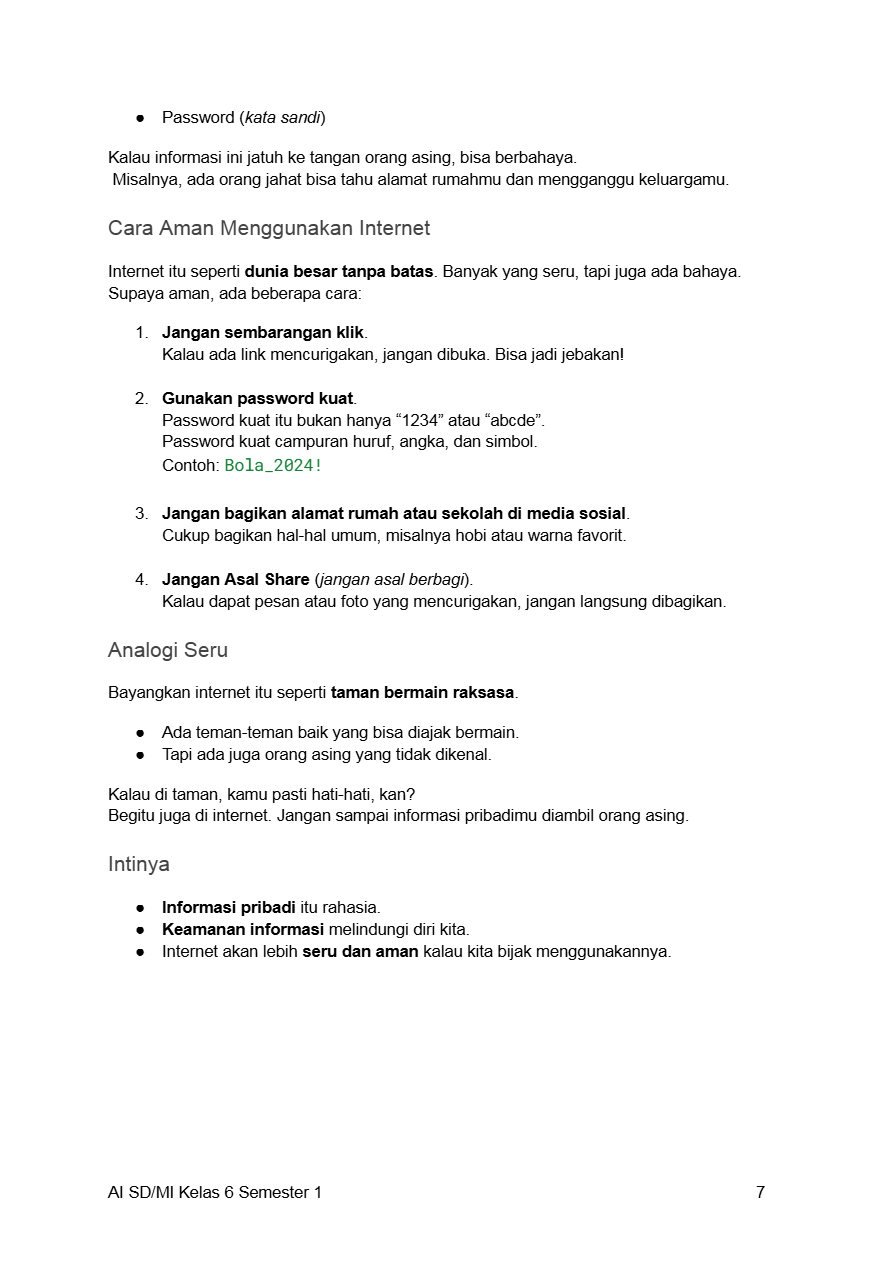 ● Password (kata sandi)
Kalau informasi ini jatuh ke tangan orang asing, bisa berbahaya.
Misalnya, ada orang jahat bisa tahu alamat rumahmu dan mengganggu keluargamu.
Cara Aman Menggunakan Internet
Internet itu seperti dunia besar tanpa batas. Banyak yang seru, tapi juga ada bahaya.
Supaya aman, ada beberapa cara:
1. Jangan sembarangan klik.
Kalau ada link mencurigakan, jangan dibuka. Bisa jadi jebakan!
2. Gunakan password kuat.
Password kuat itu bukan hanya “1234” atau “abcde”.
Password kuat campuran huruf, angka, dan simbol.
Contoh: Bola_2024!
3. Jangan bagikan alamat rumah atau sekolah di media sosial.
Cukup bagikan hal-hal umum, misalnya hobi atau warna favorit.
4. Jangan Asal Share (jangan asal berbagi).
Kalau dapat pesan atau foto yang mencurigakan, jangan langsung dibagikan.
Analogi Seru
Bayangkan internet itu seperti taman bermain raksasa.
● Ada teman-teman baik yang bisa diajak bermain.
● Tapi ada juga orang asing yang tidak dikenal.
Kalau di taman, kamu pasti hati-hati, kan?
Begitu juga di internet. Jangan sampai informasi pribadimu diambil orang asing.
Intinya
● Informasi pribadi itu rahasia.
● Keamanan informasi melindungi diri kita.
● Internet akan lebih seru dan aman kalau kita bijak menggunakannya.
AI SD/MI Kelas 6 Semester 1 7